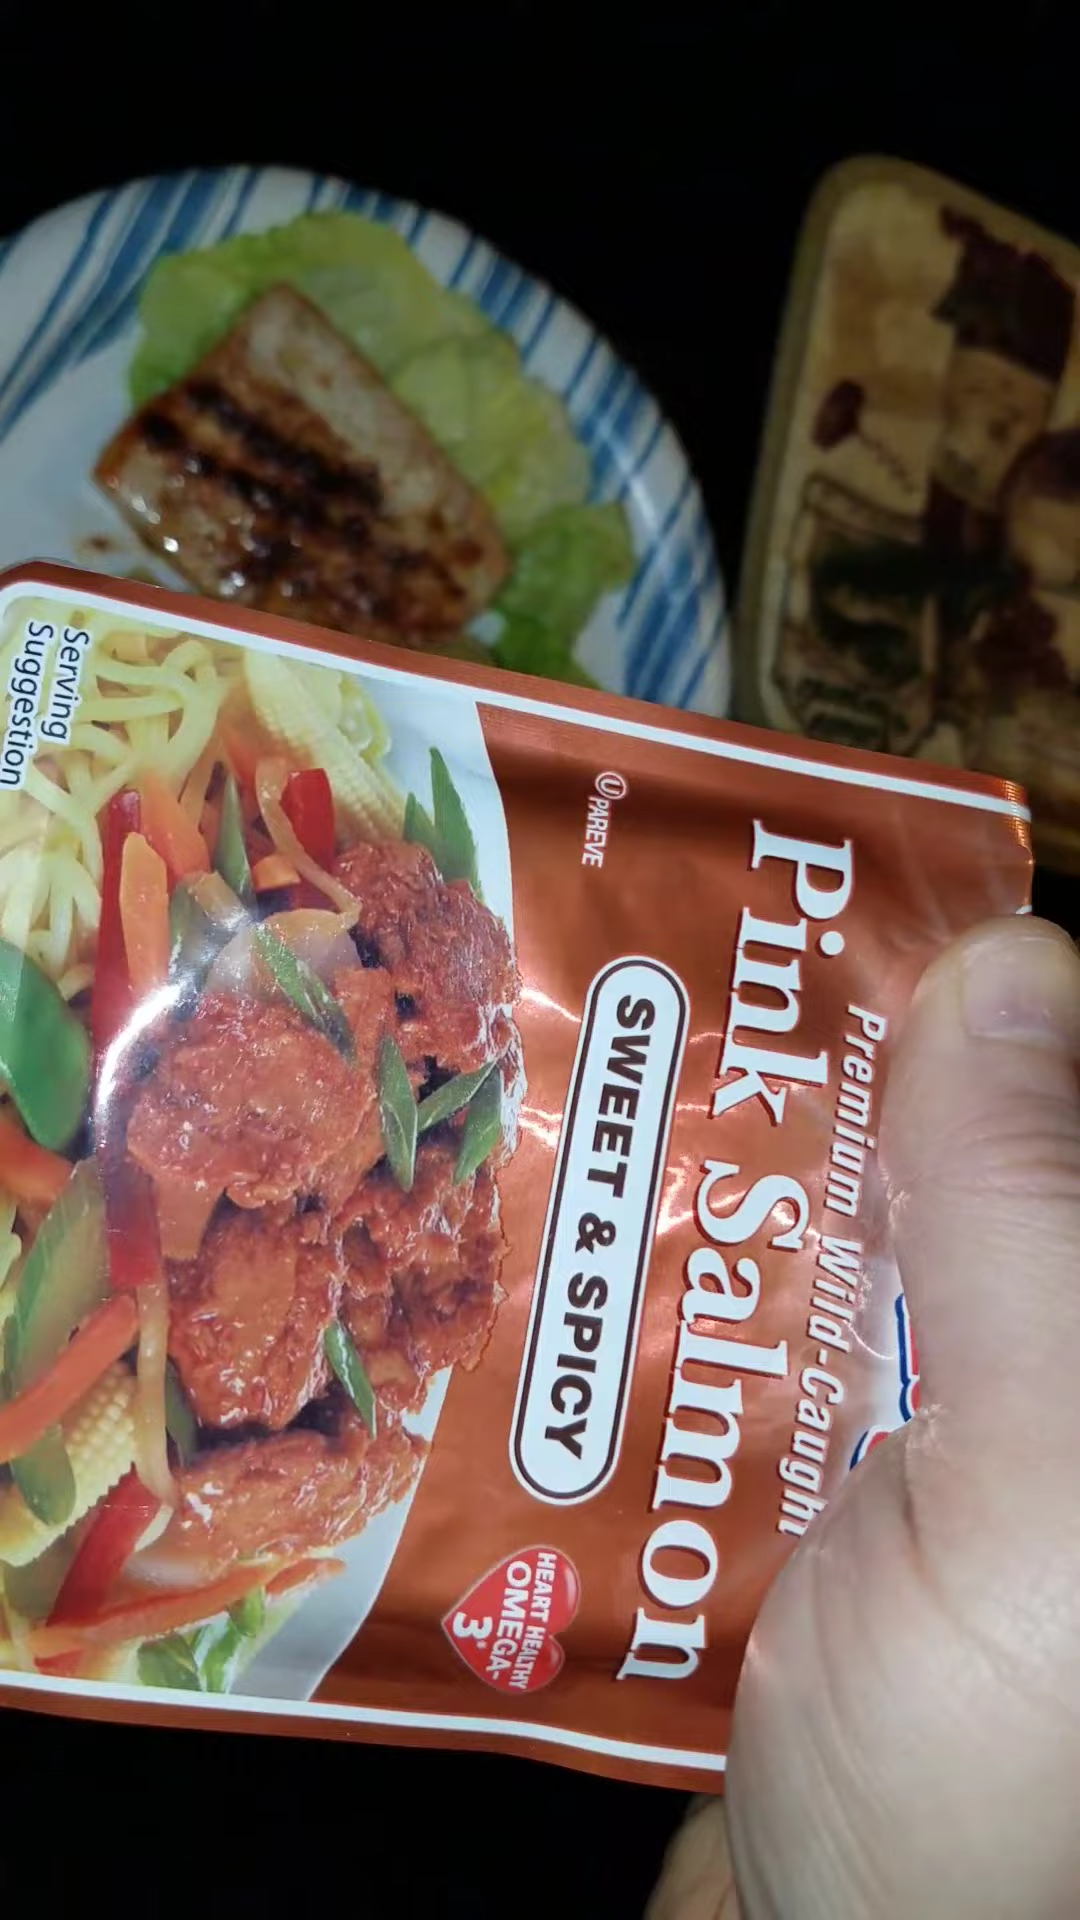 Premium Wild-Caught
Pink Salmon
SWEET & SPICY
Ⓤ PAREVE
HEART HEALTHY
OMEGA-
3*
Serving
Suggestion